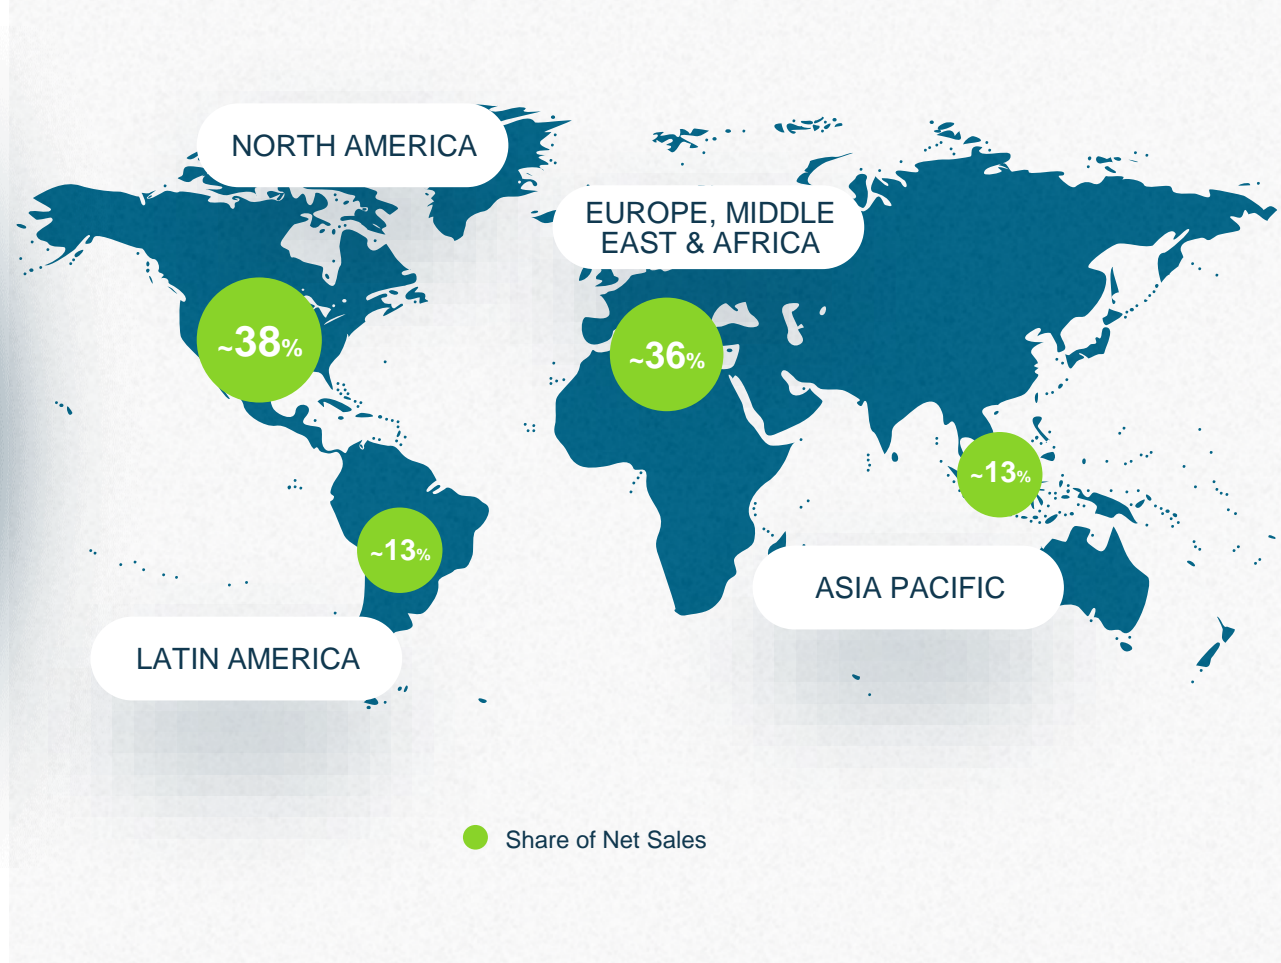 NORTH AMERICA
EUROPE, MIDDLE
EAST & AFRICA
~38%
~36%
~13%
~13%
ASIA PACIFIC
LATIN AMERICA
Share of Net Sales